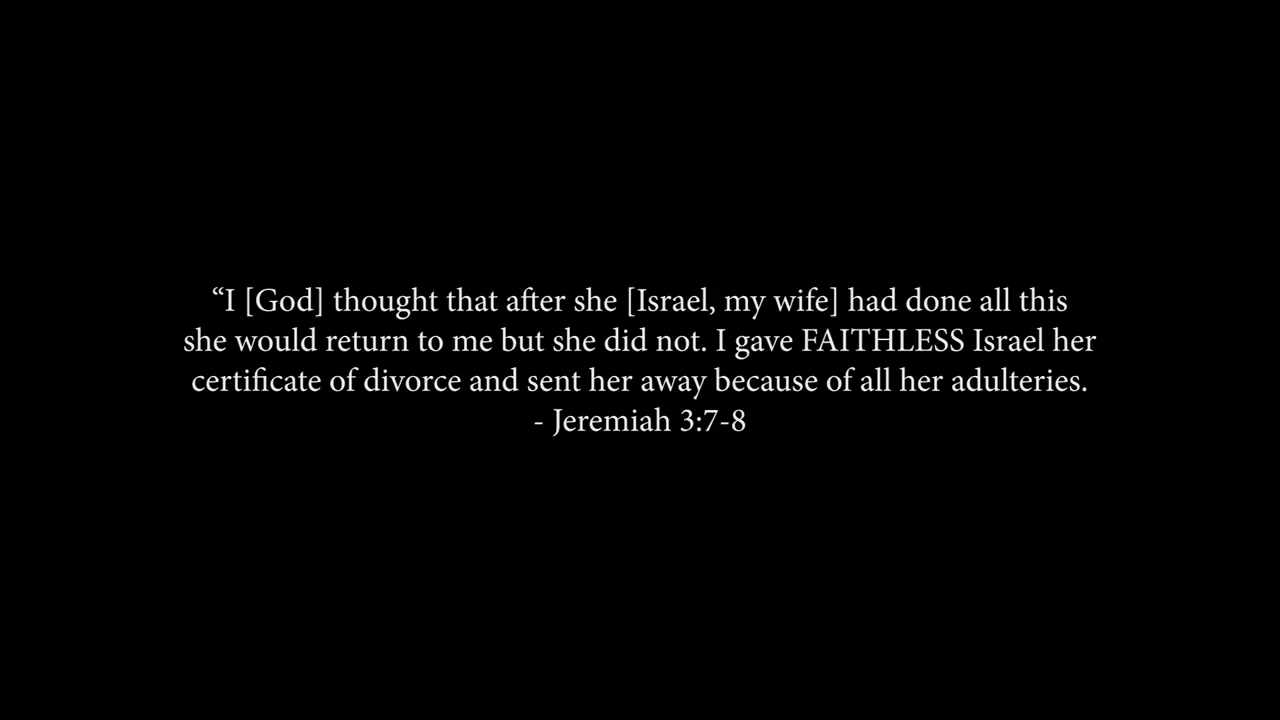 “I [God] thought that after she [Israel, my wife] had done all this
she would return to me but she did not. I gave FAITHLESS Israel her
certificate of divorce and sent her away because of all her adulteries.
- Jeremiah 3:7-8